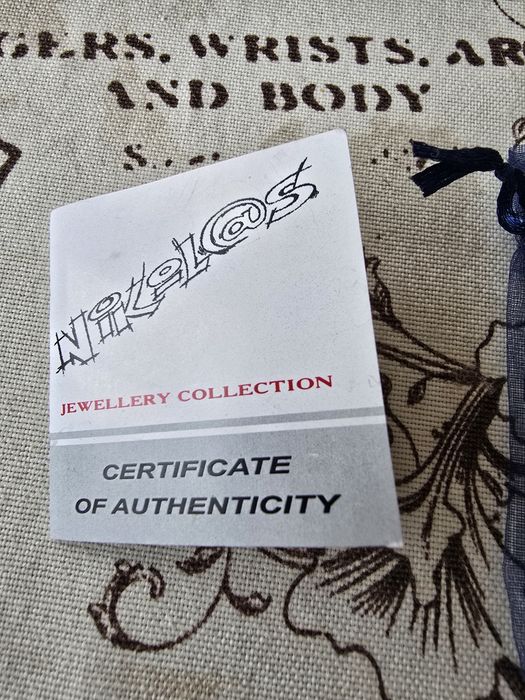 GERS, WRISTS, AR
AND BODY
NiKoL@S
JEWELLERY COLLECTION
CERTIFICATE
OF AUTHENTICITY